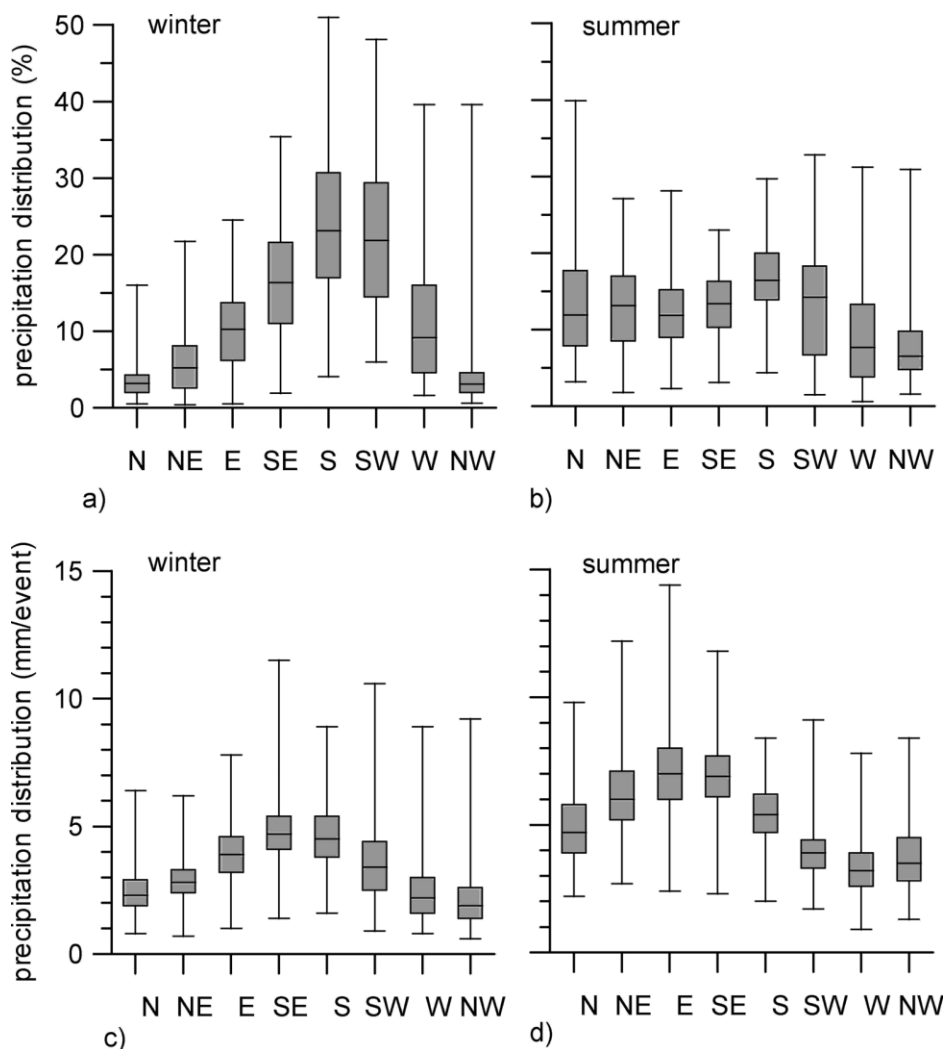 winter
summer
precipitation distribution (%)
50
40
30
20
10
0
N NE E SE S SW W NW
a)
N NE E SE S SW W NW
b)
winter
summer
precipitation distribution (mm/event)
15
10
5
0
N NE E SE S SW W NW
c)
N NE E SE S SW W NW
d)